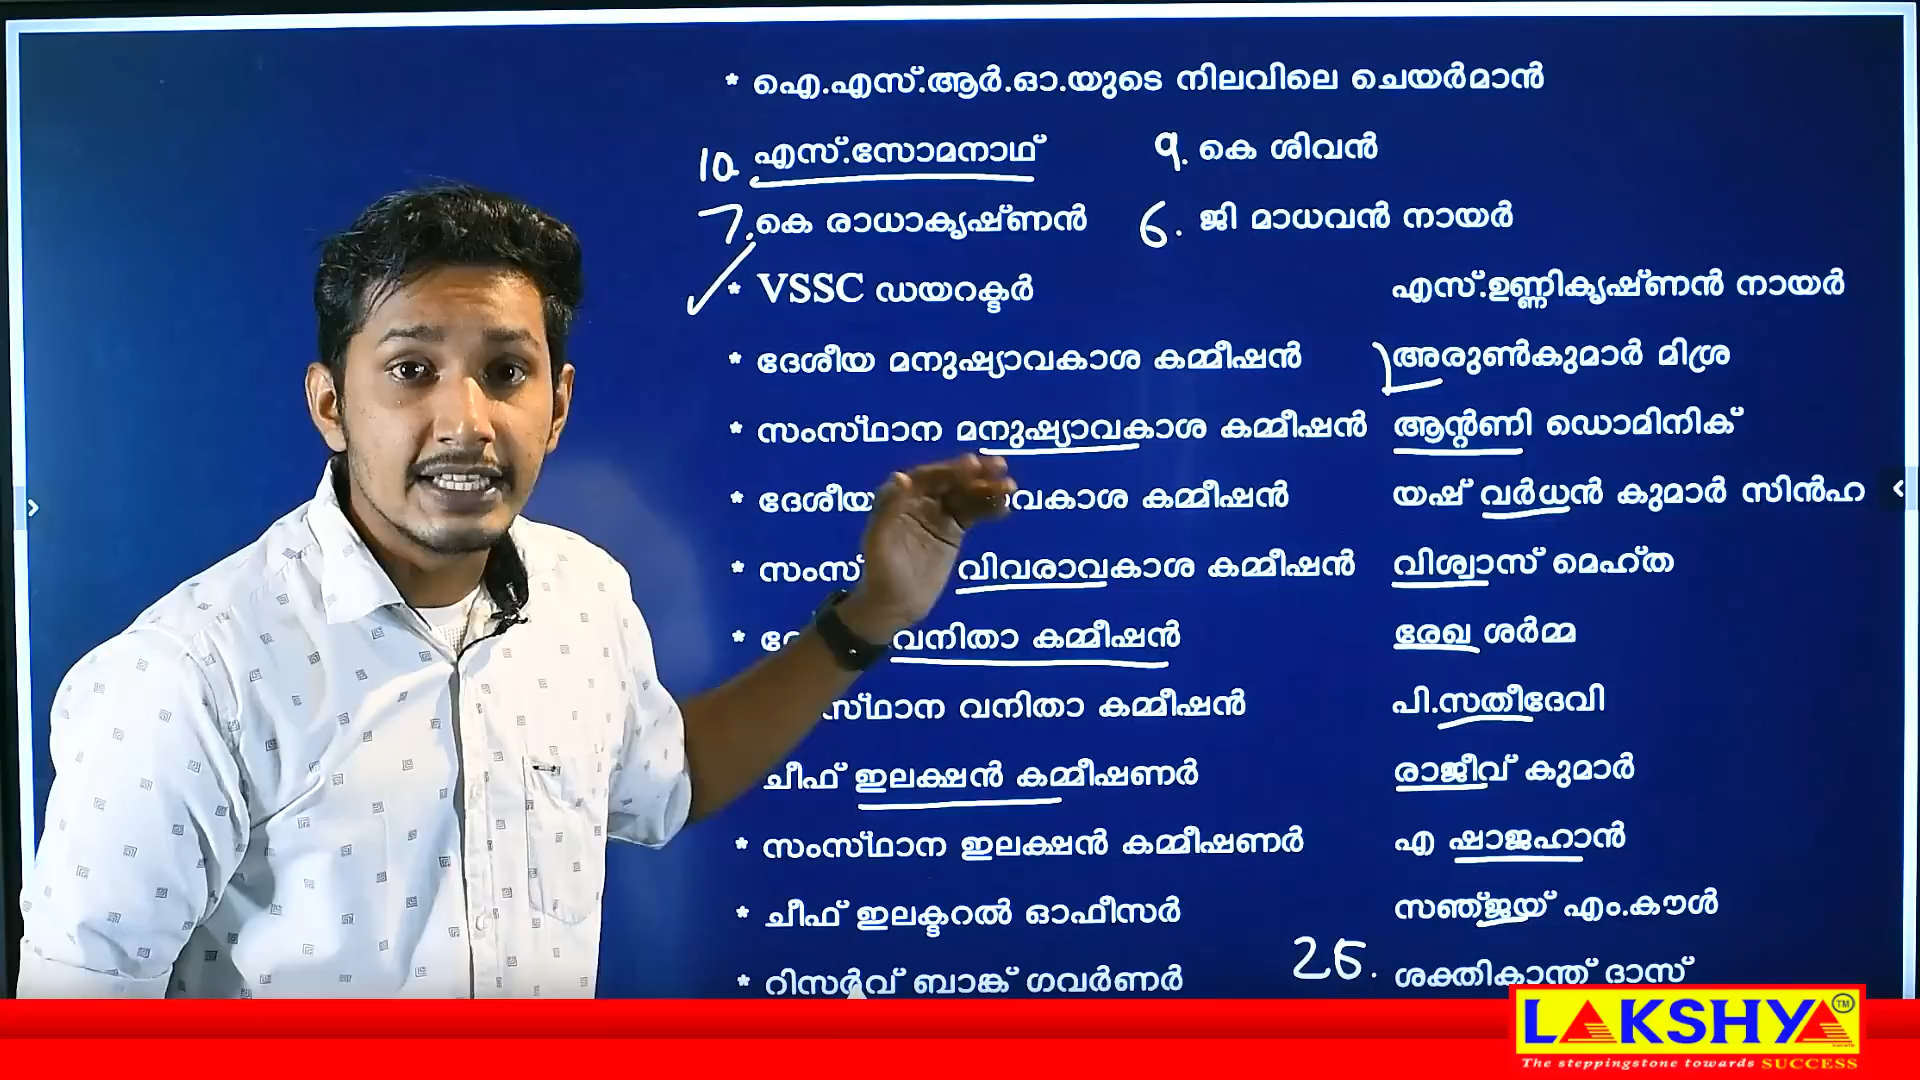 * ഐ.എസ്.ആർ.ഒ.യുടെ നിലവിലെ ചെയർമാൻ
10. എസ്.സോമനാഥ് 9. കെ ശിവൻ
7. കെ രാധാകൃഷ്ണൻ 6. ജി മാധവൻ നായർ
* VSSC ഡയറക്ടർ എസ്.ഉണ്ണികൃഷ്ണൻ നായർ
* ദേശീയ മനുഷ്യാവകാശ കമ്മീഷൻ അരുൺകുമാർ മിശ്ര
* സംസ്ഥാന മനുഷ്യാവകാശ കമ്മീഷൻ ആന്റണി ഡൊമിനിക്
* ദേശീയ വകാശ കമ്മീഷൻ യഷ് വർധൻ കുമാർ സിൻഹ
* സംസ് വിവരാവകാശ കമ്മീഷൻ വിശ്വാസ് മെഹ്ത
* ദേ വനിതാ കമ്മീഷൻ രേഖ ശർമ്മ
സ്ഥാന വനിതാ കമ്മീഷൻ പി.സതീദേവി
ചീഫ് ഇലക്ഷൻ കമ്മീഷണർ രാജീവ് കുമാർ
* സംസ്ഥാന ഇലക്ഷൻ കമ്മീഷണർ എ ഷാജഹാൻ
* ചീഫ് ഇലക്ടറൽ ഓഫീസർ സഞ്ജയ് എം.കൗൾ
* റിസർവ് ബാങ്ക് ഗവർണർ 25. ശക്തികാന്ത് ദാസ്
LAKSHYA TM
The steppingstone towards SUCCESS